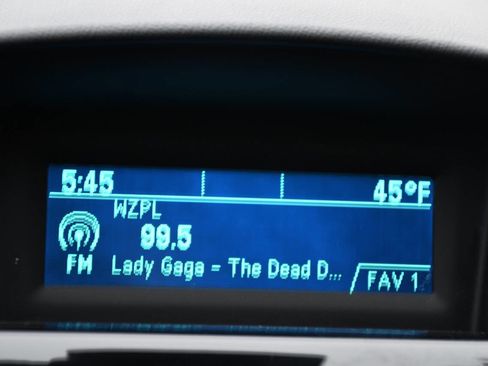 5:45 45°F
WZPL
99.5
FM Lady Gaga - The Dead D...
FAV 1